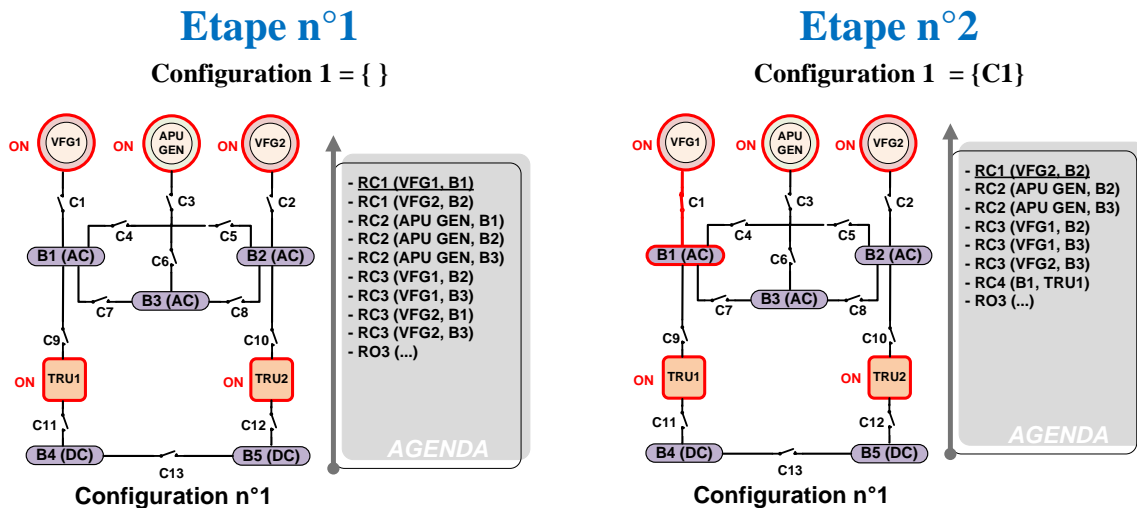 Etape n°1
Configuration 1 = { }
ON
VFG1
ON
APU
GEN
ON
VFG2
C1
C3
C2
C4
C5
B1 (AC)
C6
B2 (AC)
C7
B3 (AC)
C8
C9
C10
ON
TRU1
ON
TRU2
C11
C12
B4 (DC)
C13
B5 (DC)
Configuration n°1
- RC1 (VFG1, B1)
- RC1 (VFG2, B2)
- RC2 (APU GEN, B1)
- RC2 (APU GEN, B2)
- RC2 (APU GEN, B3)
- RC3 (VFG1, B2)
- RC3 (VFG1, B3)
- RC3 (VFG2, B1)
- RC3 (VFG2, B3)
- RO3 (...)
AGENDA
Etape n°2
Configuration 1 = {C1}
ON
VFG1
ON
APU
GEN
ON
VFG2
C1
C3
C2
C4
C5
B1 (AC)
C6
B2 (AC)
C7
B3 (AC)
C8
C9
C10
ON
TRU1
ON
TRU2
C11
C12
B4 (DC)
C13
B5 (DC)
Configuration n°1
- RC1 (VFG2, B2)
- RC2 (APU GEN, B2)
- RC2 (APU GEN, B3)
- RC3 (VFG1, B2)
- RC3 (VFG1, B3)
- RC3 (VFG2, B3)
- RC4 (B1, TRU1)
- RO3 (...)
AGENDA